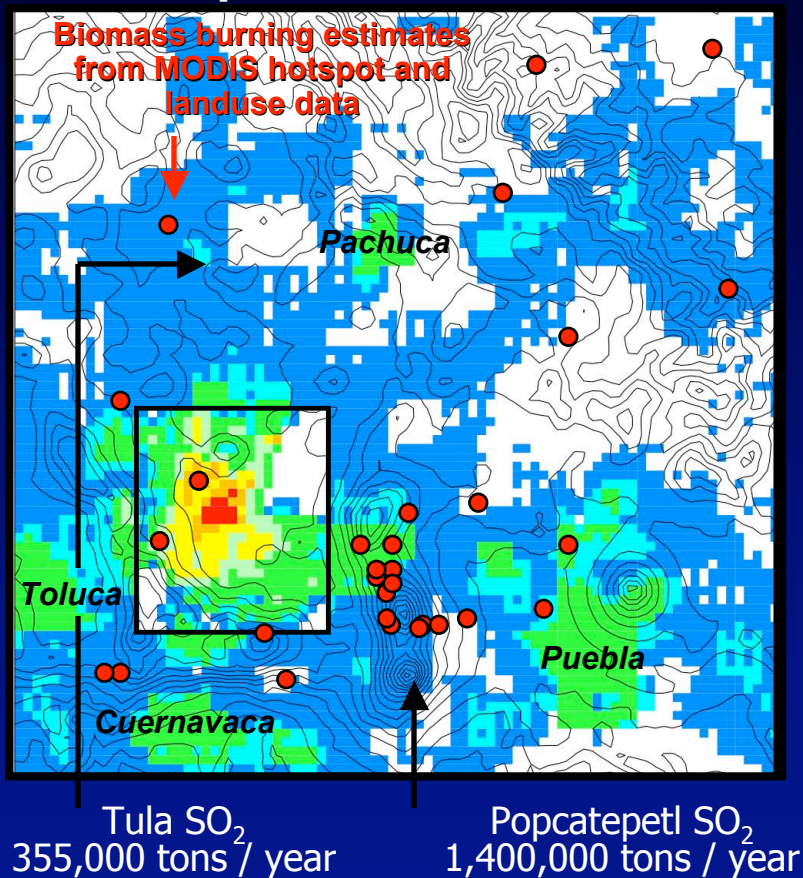 Biomass burning estimates
from MODIS hotspot and
landuse data
Pachuca
Toluca
Puebla
Cuernavaca
Tula SO₂
355,000 tons / year
Popcatepetl SO₂
1,400,000 tons / year